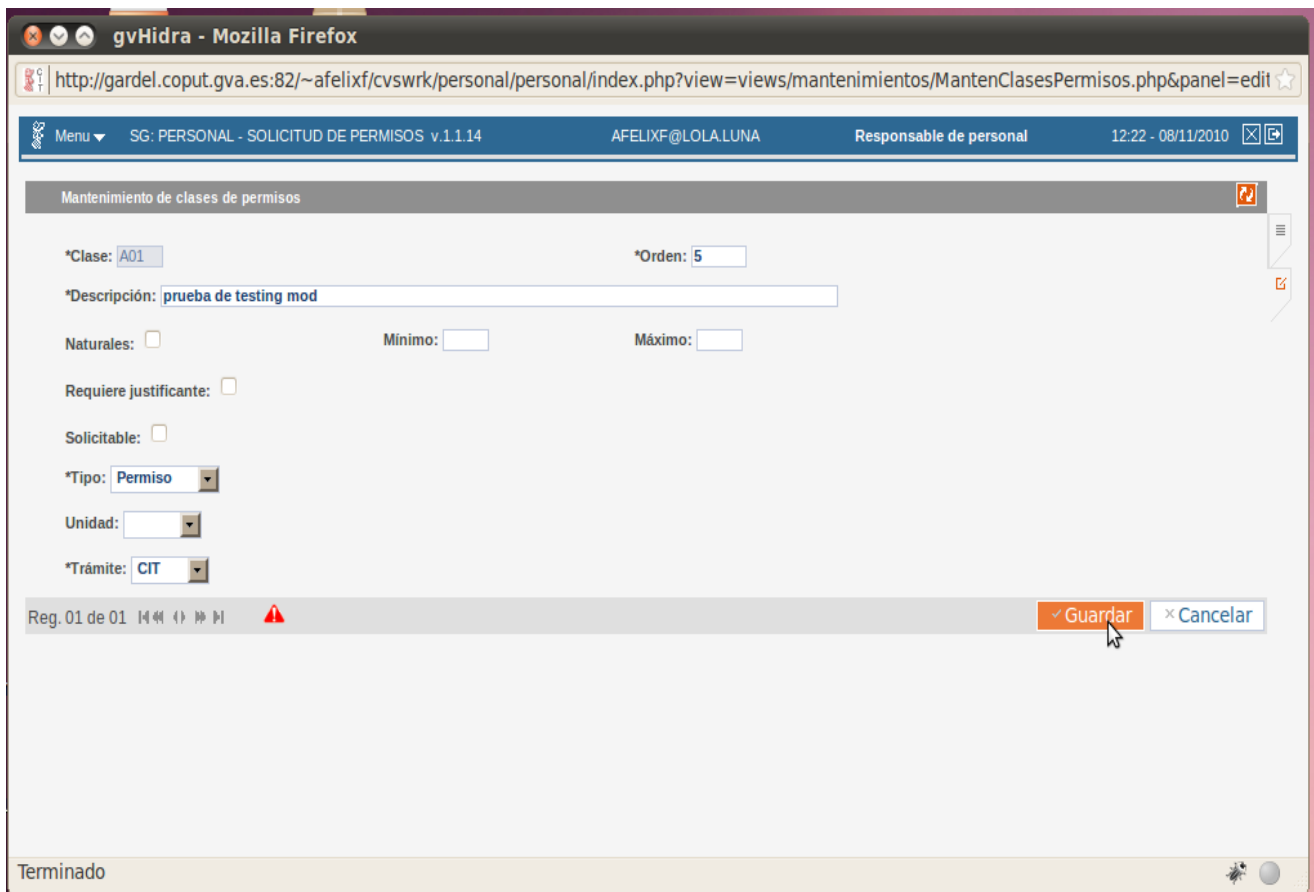 gvHidra - Mozilla Firefox
http://gardel.coput.gva.es:82/~afelixf/cvswrk/personal/personal/index.php?view=views/mantenimientos/MantenClasesPermisos.php&panel=edit
Menu SG: PERSONAL - SOLICITUD DE PERMISOS v.1.1.14 AFELIXF@LOLA.LUNA Responsable de personal 12:22 - 08/11/2010
Mantenimiento de clases de permisos
*Clase: A01 *Orden: 5
*Descripción: prueba de testing mod
Naturales: Mínimo: Máximo:
Requiere justificante:
Solicitable:
*Tipo: Permiso
Unidad:
*Trámite: CIT
Reg. 01 de 01 Guardar Cancelar
Terminado